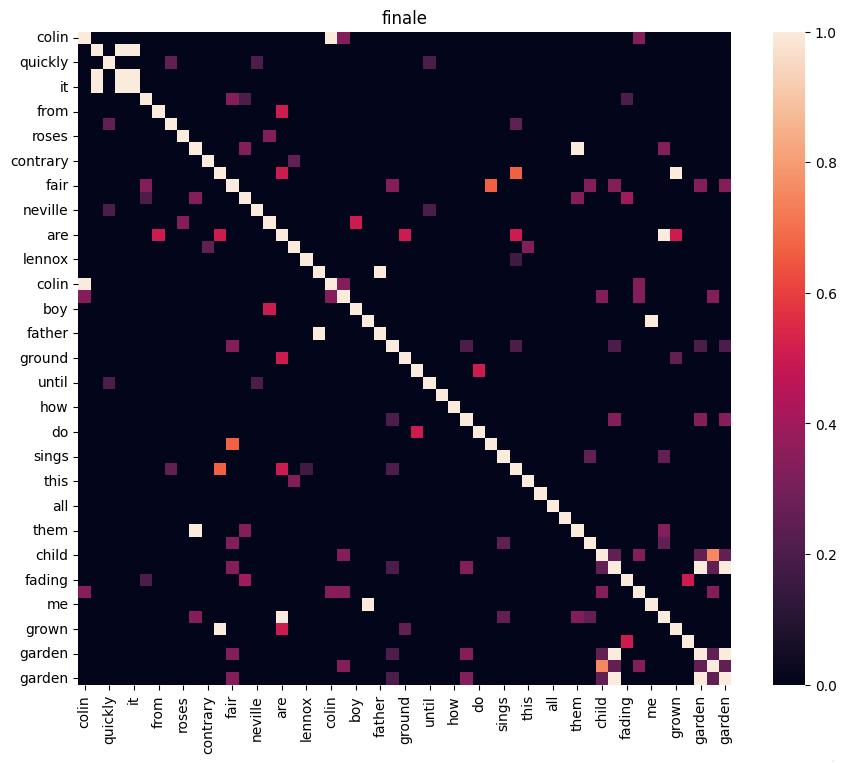 finale
colin
quickly
it
from
roses
contrary
fair
neville
are
lennox
colin
boy
father
ground
until
how
do
sings
this
all
them
child
fading
me
grown
garden
garden
colin
quickly
it
from
roses
contrary
fair
neville
are
lennox
colin
boy
father
ground
until
how
do
sings
this
all
them
child
fading
me
grown
garden
garden
1.0
0.8
0.6
0.4
0.2
0.0